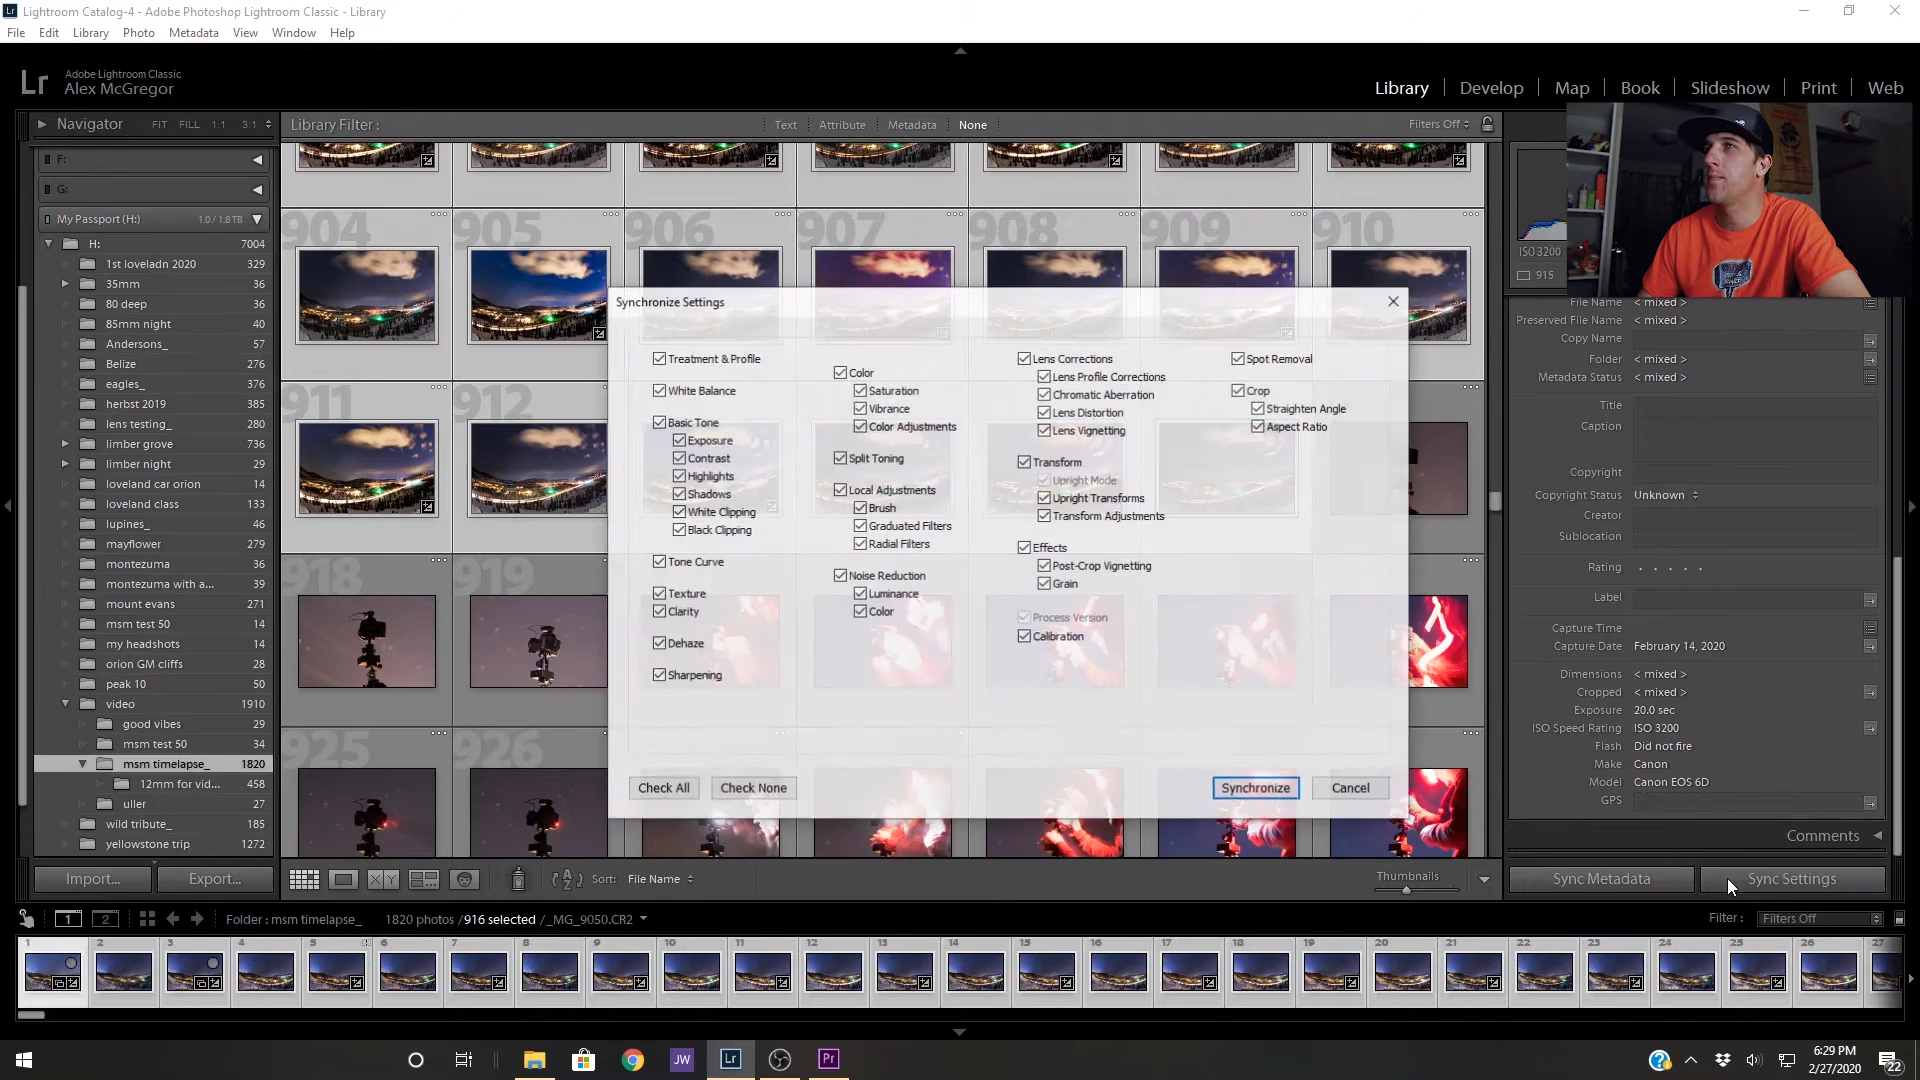 Lr Lightroom Catalog-4 - Adobe Photoshop Lightroom Classic - Library
File Edit Library Photo Metadata View Window Help
Lr Adobe Lightroom Classic
Alex McGregor
Library Develop Map Book Slideshow Print Web
Navigator FIT FILL 1:1 3:1
Library Filter : Text Attribute Metadata None Filters Off
F:
G:
My Passport (H:) 1.0 / 1.8 TB
H: 7004
1st loveladn 2020 329
35mm 36
80 deep 36
85mm night 40
Andersons_ 57
Belize 276
eagles_ 376
herbst 2019 385
lens testing_ 280
limber grove 736
limber night 29
loveland car orion 14
loveland class 133
lupines_ 46
mayflower 279
montezuma 36
montezuma with a... 39
mount evans 271
msm test 50 14
my headshots 14
orion GM cliffs 28
peak 10 50
video 1910
good vibes 29
msm test 50 34
msm timelapse_ 1820
12mm for vid... 458
uller 27
wild tribute_ 185
yellowstone trip 1272
Import... Export...
904 905 906 907 908 909 910
911 912
918 919
925 926
Synchronize Settings
Treatment & Profile
White Balance
Basic Tone
Exposure
Contrast
Highlights
Shadows
White Clipping
Black Clipping
Tone Curve
Texture
Clarity
Dehaze
Sharpening
Color
Saturation
Vibrance
Color Adjustments
Split Toning
Local Adjustments
Brush
Graduated Filters
Radial Filters
Noise Reduction
Luminance
Color
Lens Corrections
Lens Profile Corrections
Chromatic Aberration
Lens Distortion
Lens Vignetting
Transform
Upright Mode
Upright Transforms
Transform Adjustments
Effects
Post-Crop Vignetting
Grain
Process Version
Calibration
Spot Removal
Crop
Straighten Angle
Aspect Ratio
Check All Check None Synchronize Cancel
ISO 3200
915
File Name < mixed >
Preserved File Name < mixed >
Copy Name
Folder < mixed >
Metadata Status < mixed >
Title
Caption
Copyright
Copyright Status Unknown
Creator
Sublocation
Rating . . . . .
Label
Capture Time
Capture Date February 14, 2020
Dimensions < mixed >
Cropped < mixed >
Exposure 20.0 sec
ISO Speed Rating ISO 3200
Flash Did not fire
Make Canon
Model Canon EOS 6D
GPS
Comments
Sync Metadata Sync Settings
XY Sort: File Name Thumbnails
1 2 Folder : msm timelapse_ 1820 photos / 916 selected / _MG_9050.CR2 Filter : Filters Off
1 2 3 4 5 6 7 8 9 10 11 12 13 14 15 16 17 18 19 20 21 22 23 24 25 26 27
JW Lr Pr
6:29 PM
2/27/2020
22